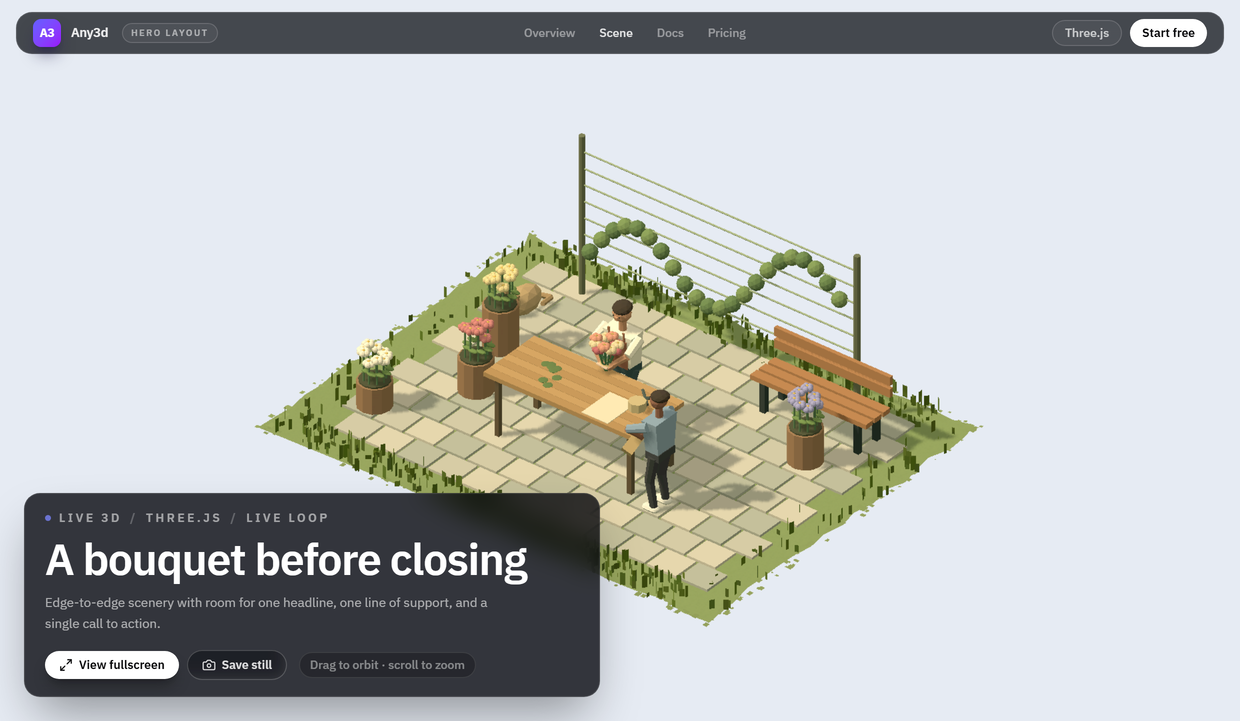 A3 Any3d HERO LAYOUT Overview Scene Docs Pricing Three.js Start free
LIVE 3D / THREE.JS / LIVE LOOP
A bouquet before closing
Edge-to-edge scenery with room for one headline, one line of support, and a
single call to action.
View fullscreen Save still Drag to orbit · scroll to zoom